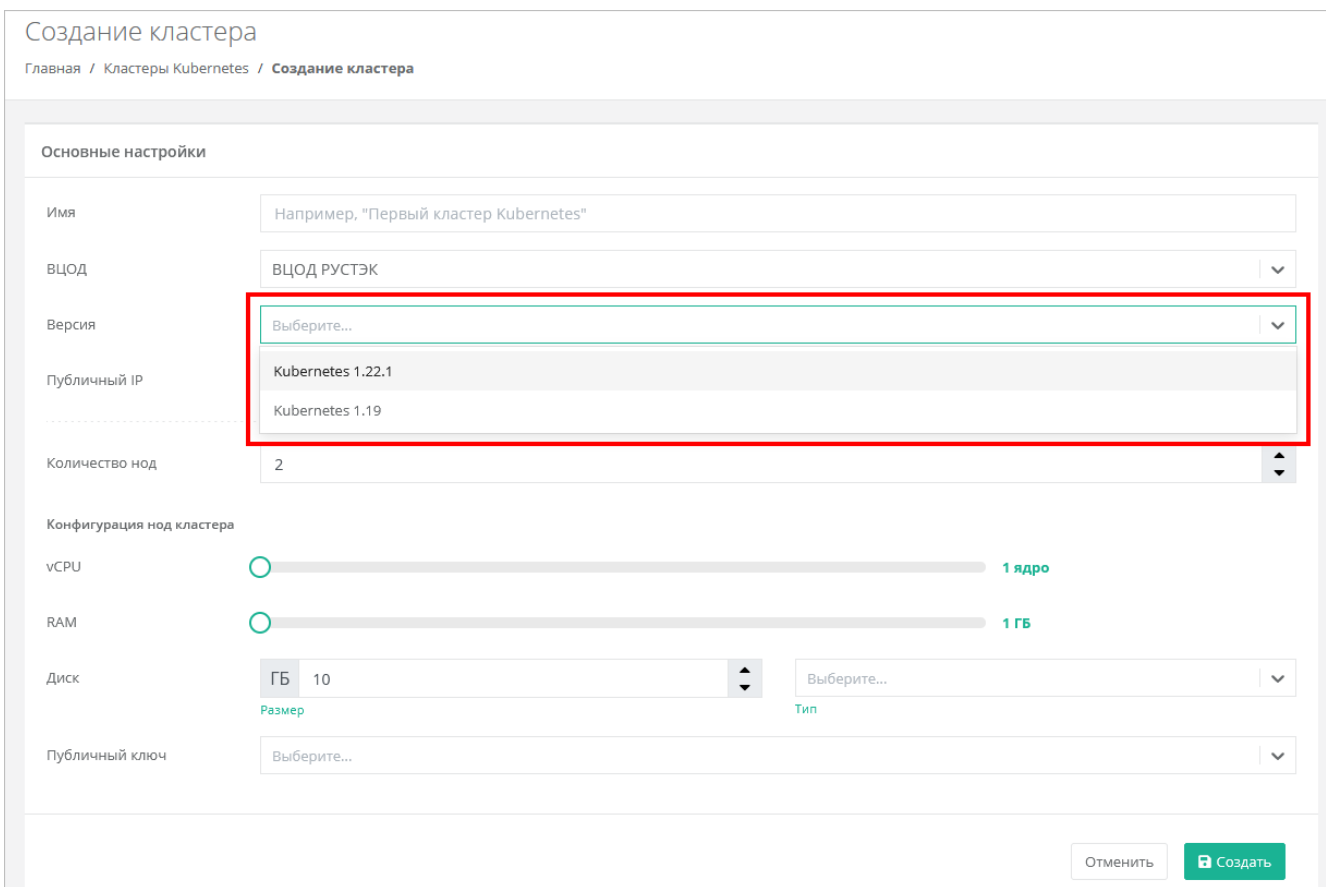 Создание кластера
Главная / Кластеры Kubernetes / Создание кластера
Основные настройки
Имя
Например, "Первый кластер Kubernetes"
ВЦОД
ВЦОД РУСТЭК
Версия
Выберите...
Kubernetes 1.22.1
Публичный IP
Kubernetes 1.19
Количество нод
2
Конфигурация нод кластера
vCPU
1 ядро
RAM
1 ГБ
Диск
ГБ 10
Выберите...
Размер
Тип
Публичный ключ
Выберите...
Отменить
Создать